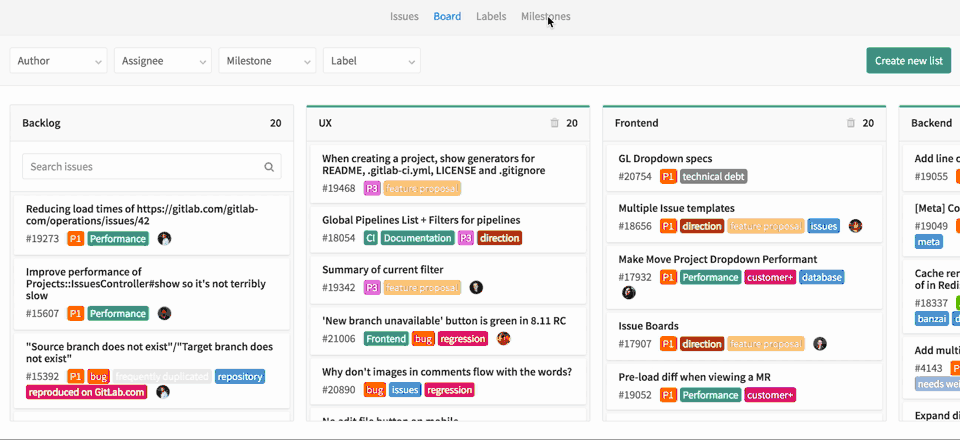 Issues Board Labels Milestones
Author Assignee Milestone Label Create new list
Backlog 20
Search issues
Reducing load times of https://gitlab.com/gitlab-
com/operations/issues/42
#19273 P1 Performance
Improve performance of
Projects::IssuesController#show so it's not terribly
slow
#15607 P1 Performance
"Source branch does not exist"/"Target branch does
not exist"
#15392 P1 bug frequently duplicated repository
reproduced on GitLab.com
UX 20
When creating a project, show generators for
README, .gitlab-ci.yml, LICENSE and .gitignore
#19468 P3 feature proposal
Global Pipelines List + Filters for pipelines
#18054 CI Documentation P3 direction
Summary of current filter
#19342 P3 feature proposal
'New branch unavailable' button is green in 8.11 RC
#21006 Frontend bug regression
Why don't images in comments flow with the words?
#20890 bug issues regression
No edit file button on mobile
Frontend 20
GL Dropdown specs
#20754 P1 technical debt
Multiple Issue templates
#18656 P1 direction feature proposal issues
Make Move Project Dropdown Performant
#17932 P1 Performance customer+ database
Issue Boards
#17907 P1 direction feature proposal
Pre-load diff when viewing a MR
#19052 P1 Performance customer+
Backend
Add line
#19055
[Meta] Co
#19049
meta
Cache rer
of in Redi
#18337
banzai
Add multi
#4143 P
needs wei
Expand di